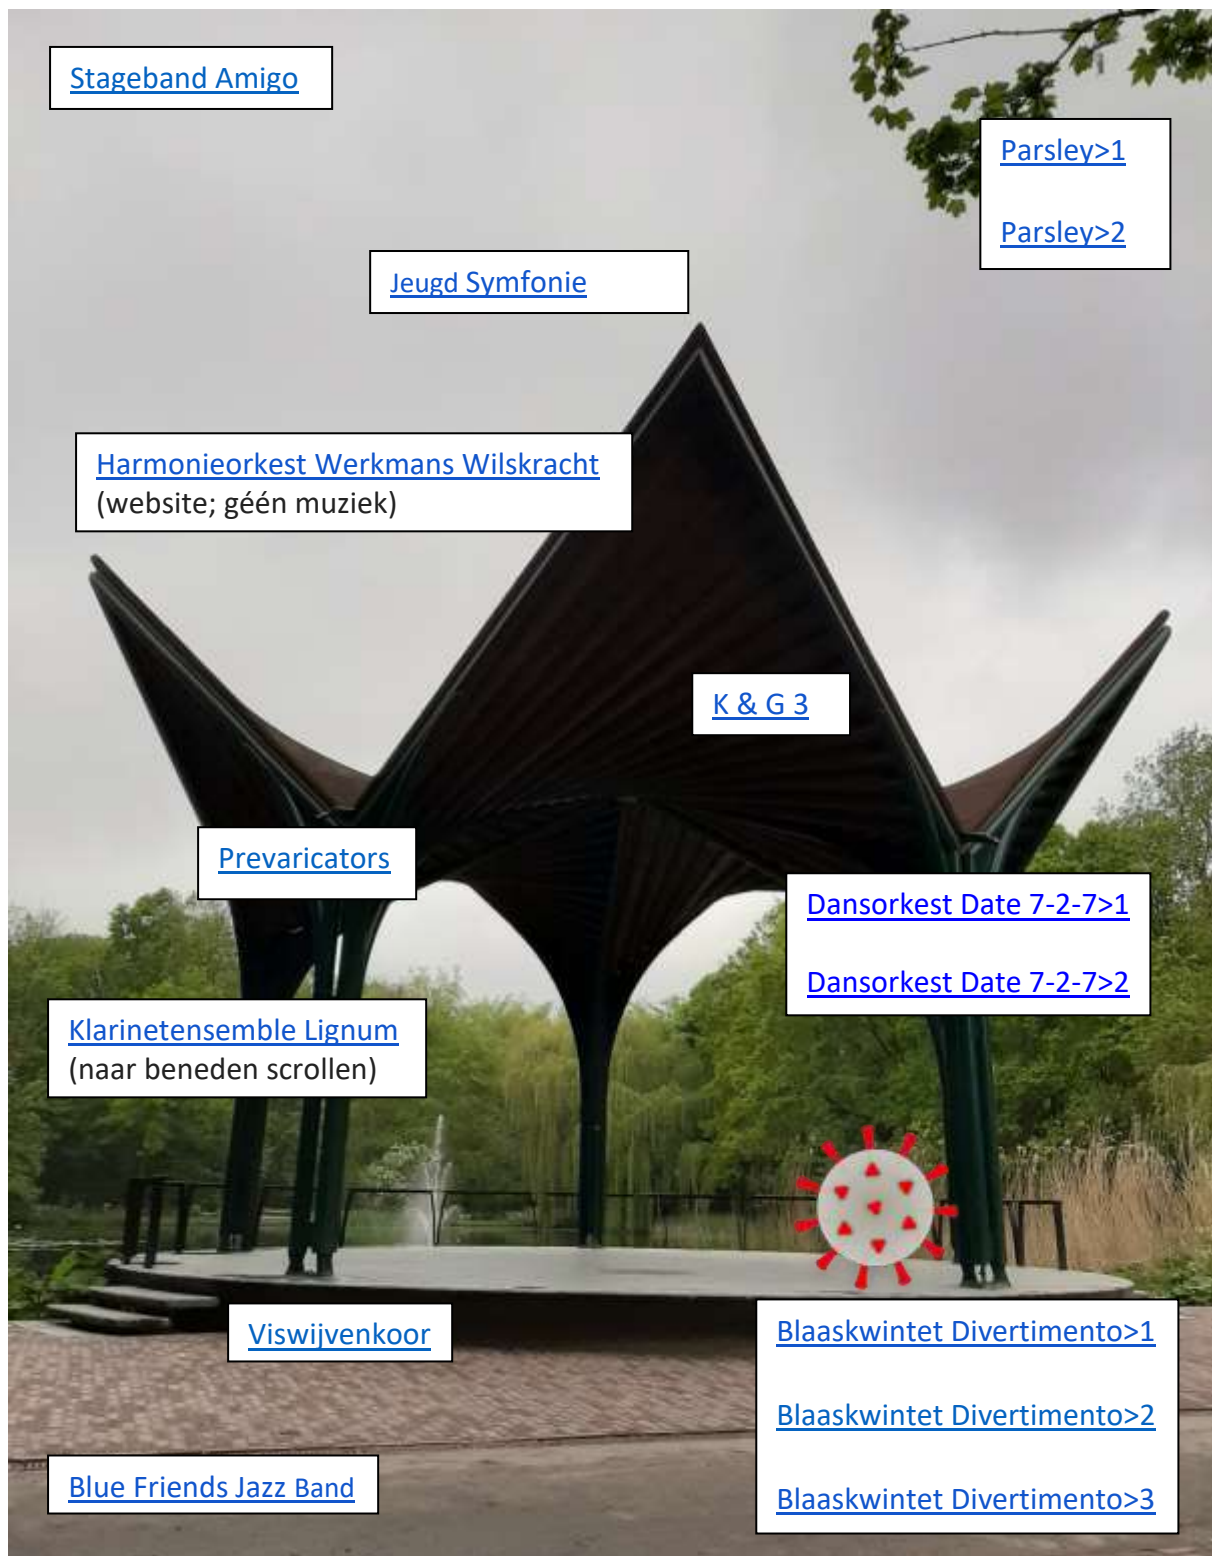 Stageband Amigo
Parsley>1
Parsley>2
Jeugd Symfonie
Harmonieorkest Werkmans Wilskracht
(website; géén muziek)
K & G 3
Prevaricators
Dansorkest Date 7-2-7>1
Dansorkest Date 7-2-7>2
Klarinetensemble Lignum
(naar beneden scrollen)
Viswijvenkoor
Blaaskwintet Divertimento>1
Blaaskwintet Divertimento>2
Blaaskwintet Divertimento>3
Blue Friends Jazz Band